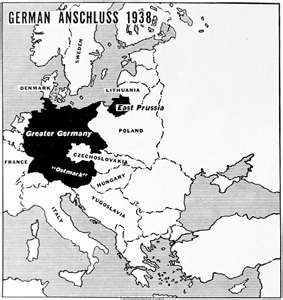 GERMAN ANSCHLUSS 1938
SWEDEN
DENMARK
LITHUANIA
East Prussia
Greater Germany
POLAND
CZECHOSLOVAKIA
FRANCE
"Ostmark"
HUNGARY
YUGOSLAVIA
ITALY